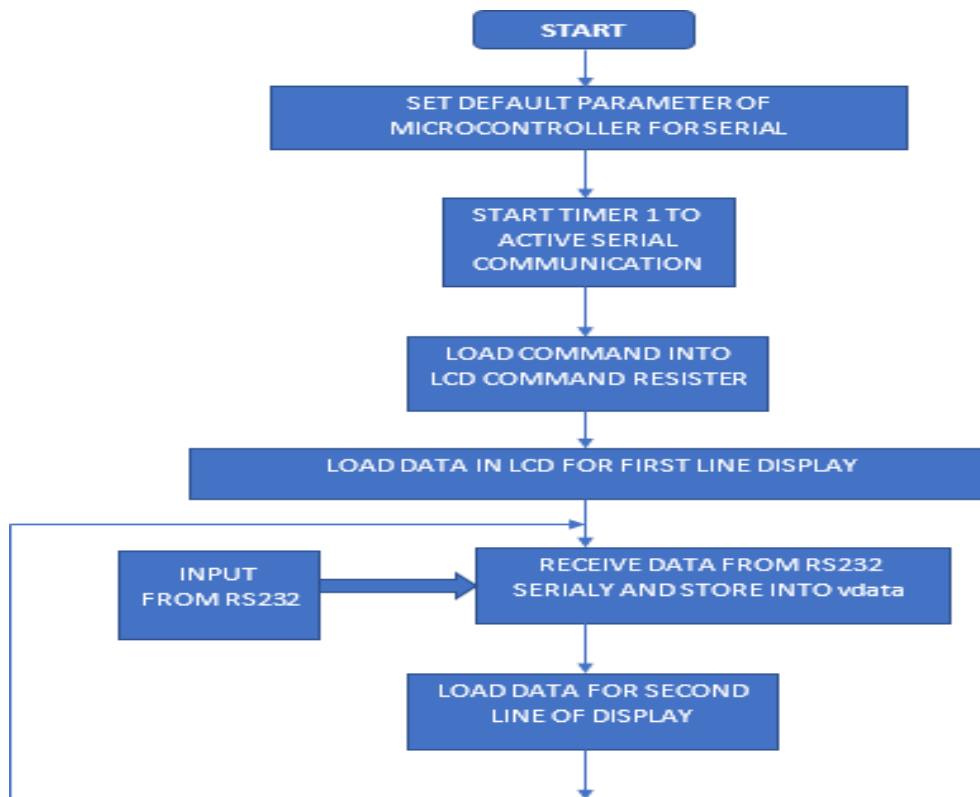 START
SET DEFAULT PARAMETER OF
MICROCONTROLLER FOR SERIAL
START TIMER 1 TO
ACTIVE SERIAL
COMMUNICATION
LOAD COMMAND INTO
LCD COMMAND RESISTER
LOAD DATA IN LCD FOR FIRST LINE DISPLAY
INPUT
FROM RS232
RECEIVE DATA FROM RS232
SERIALY AND STORE INTO vdata
LOAD DATA FOR SECOND
LINE OF DISPLAY